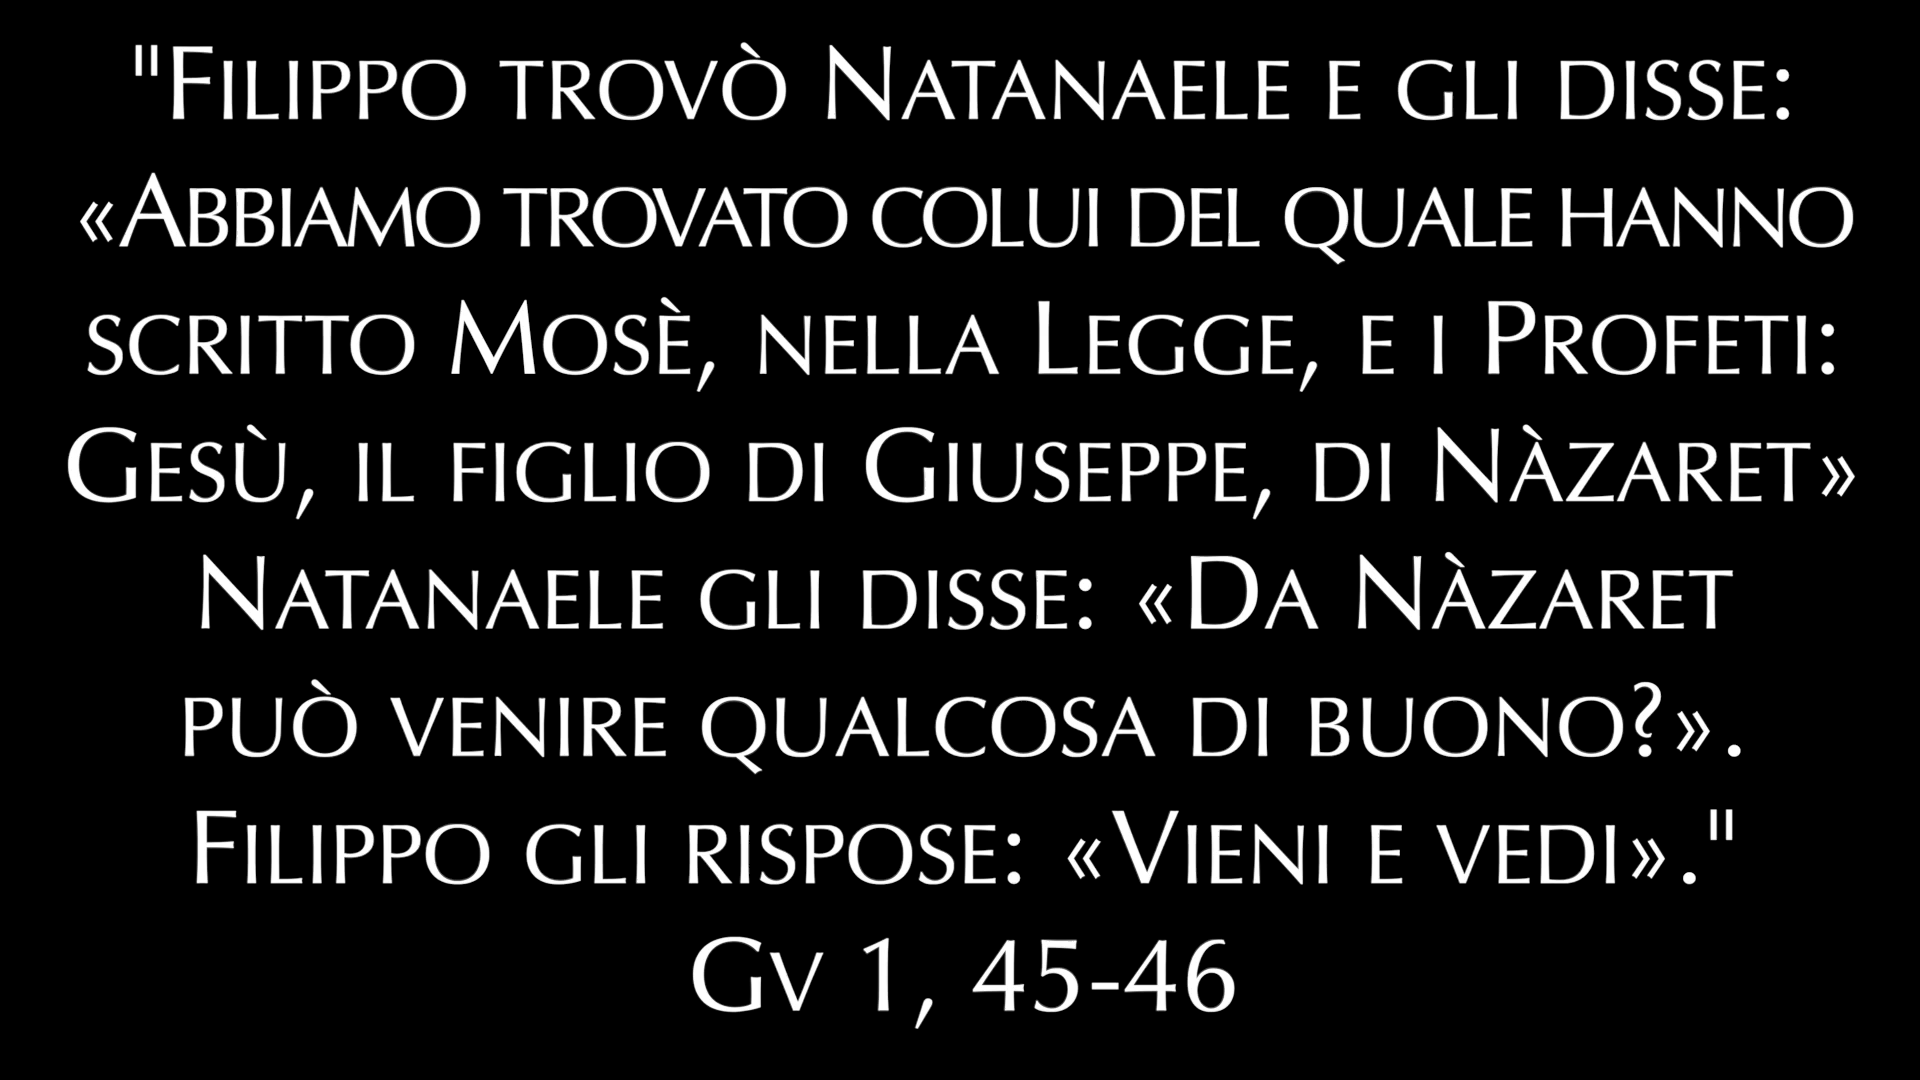 "Filippo trovò Natanaele e gli disse:
«Abbiamo trovato colui del quale hanno
scritto Mosè, nella Legge, e i Profeti:
Gesù, il figlio di Giuseppe, di Nàzaret»
Natanaele gli disse: «Da Nàzaret
può venire qualcosa di buono?».
Filippo gli rispose: «Vieni e vedi»."
Gv 1, 45-46